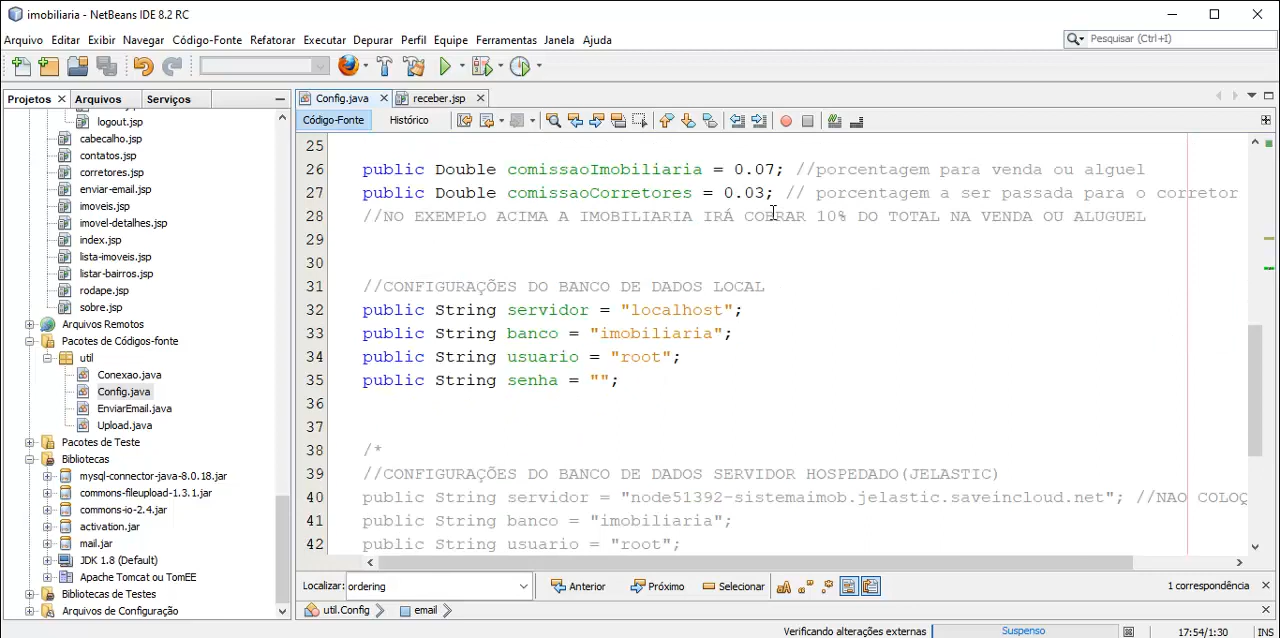 imobiliaria - NetBeans IDE 8.2 RC
Arquivo Editar Exibir Navegar Código-Fonte Refatorar Executar Depurar Perfil Equipe Ferramentas Janela Ajuda
Pesquisar (Ctrl+I)
Projetos Arquivos Serviços
Config.java receber.jsp
Código-Fonte Histórico
logout.jsp
cabecalho.jsp
contatos.jsp
corretores.jsp
enviar-email.jsp
imoveis.jsp
imovel-detalhes.jsp
index.jsp
lista-imoveis.jsp
listar-bairros.jsp
rodape.jsp
sobre.jsp
Arquivos Remotos
Pacotes de Códigos-fonte
util
Conexao.java
Config.java
EnviarEmail.java
Upload.java
Pacotes de Teste
Bibliotecas
mysql-connector-java-8.0.18.jar
commons-fileupload-1.3.1.jar
commons-io-2.4.jar
activation.jar
mail.jar
JDK 1.8 (Default)
Apache Tomcat ou TomEE
Bibliotecas de Testes
Arquivos de Configuração
25
26 public Double comissaoImobiliaria = 0.07; //porcentagem para venda ou alguel
27 public Double comissaoCorretores = 0.03; // porcentagem a ser passada para o corretor
28 //NO EXEMPLO ACIMA A IMOBILIARIA IRÁ COBRAR 10% DO TOTAL NA VENDA OU ALUGUEL
29
30
31 //CONFIGURAÇÕES DO BANCO DE DADOS LOCAL
32 public String servidor = "localhost";
33 public String banco = "imobiliaria";
34 public String usuario = "root";
35 public String senha = "";
36
37
38 /*
39 //CONFIGURAÇÕES DO BANCO DE DADOS SERVIDOR HOSPEDADO(JELASTIC)
40 public String servidor = "node51392-sistemaimob.jelastic.saveincloud.net"; //NAO COLOÇ
41 public String banco = "imobiliaria";
42 public String usuario = "root";
Localizar: ordering Anterior Próximo Selecionar 1 correspondência
util.Config email
Verificando alterações externas Suspenso 17:54/1:30 INS